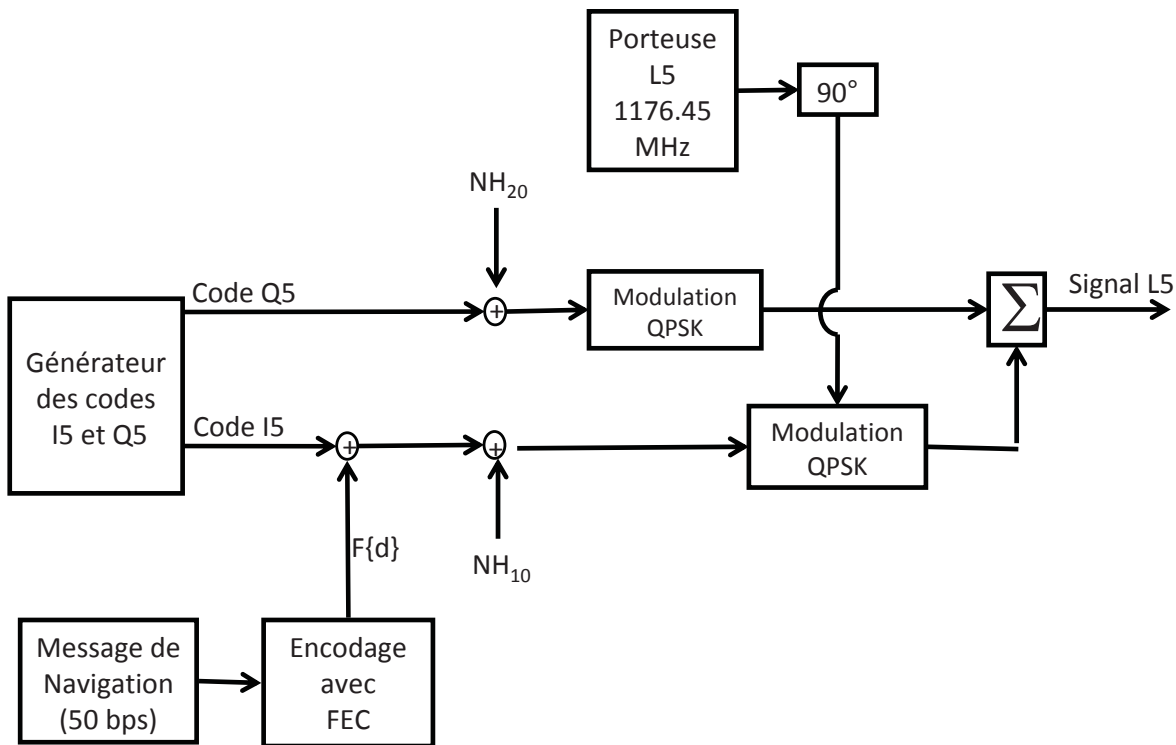 Porteuse
L5
1176.45
MHz
90°
NH₂₀
Code Q5
+
Modulation
QPSK
Σ
Signal L5
Générateur
des codes
I5 et Q5
Code I5
+
+
Modulation
QPSK
F{d}
NH₁₀
Message de
Navigation
(50 bps)
Encodage
avec
FEC